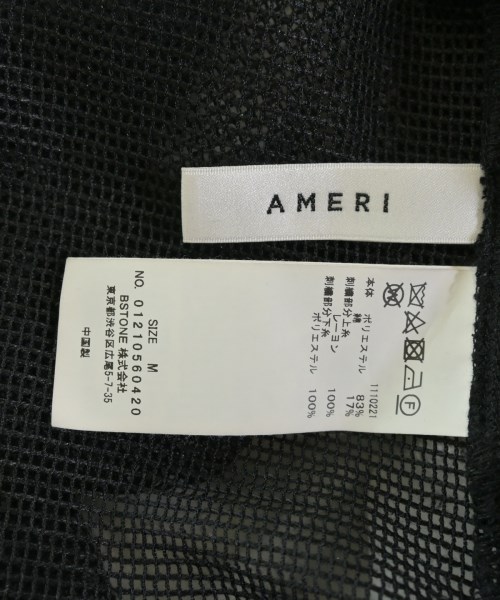 AMERI
1110221
本体 ポリエステル 83%
綿 17%
刺繍部分上糸
レーヨン 100%
刺繍部分下糸
ポリエステル 100%
F
SIZE M
NO. 01210560420
BSTONE 株式会社
東京都渋谷区広尾5-7-35
中国製